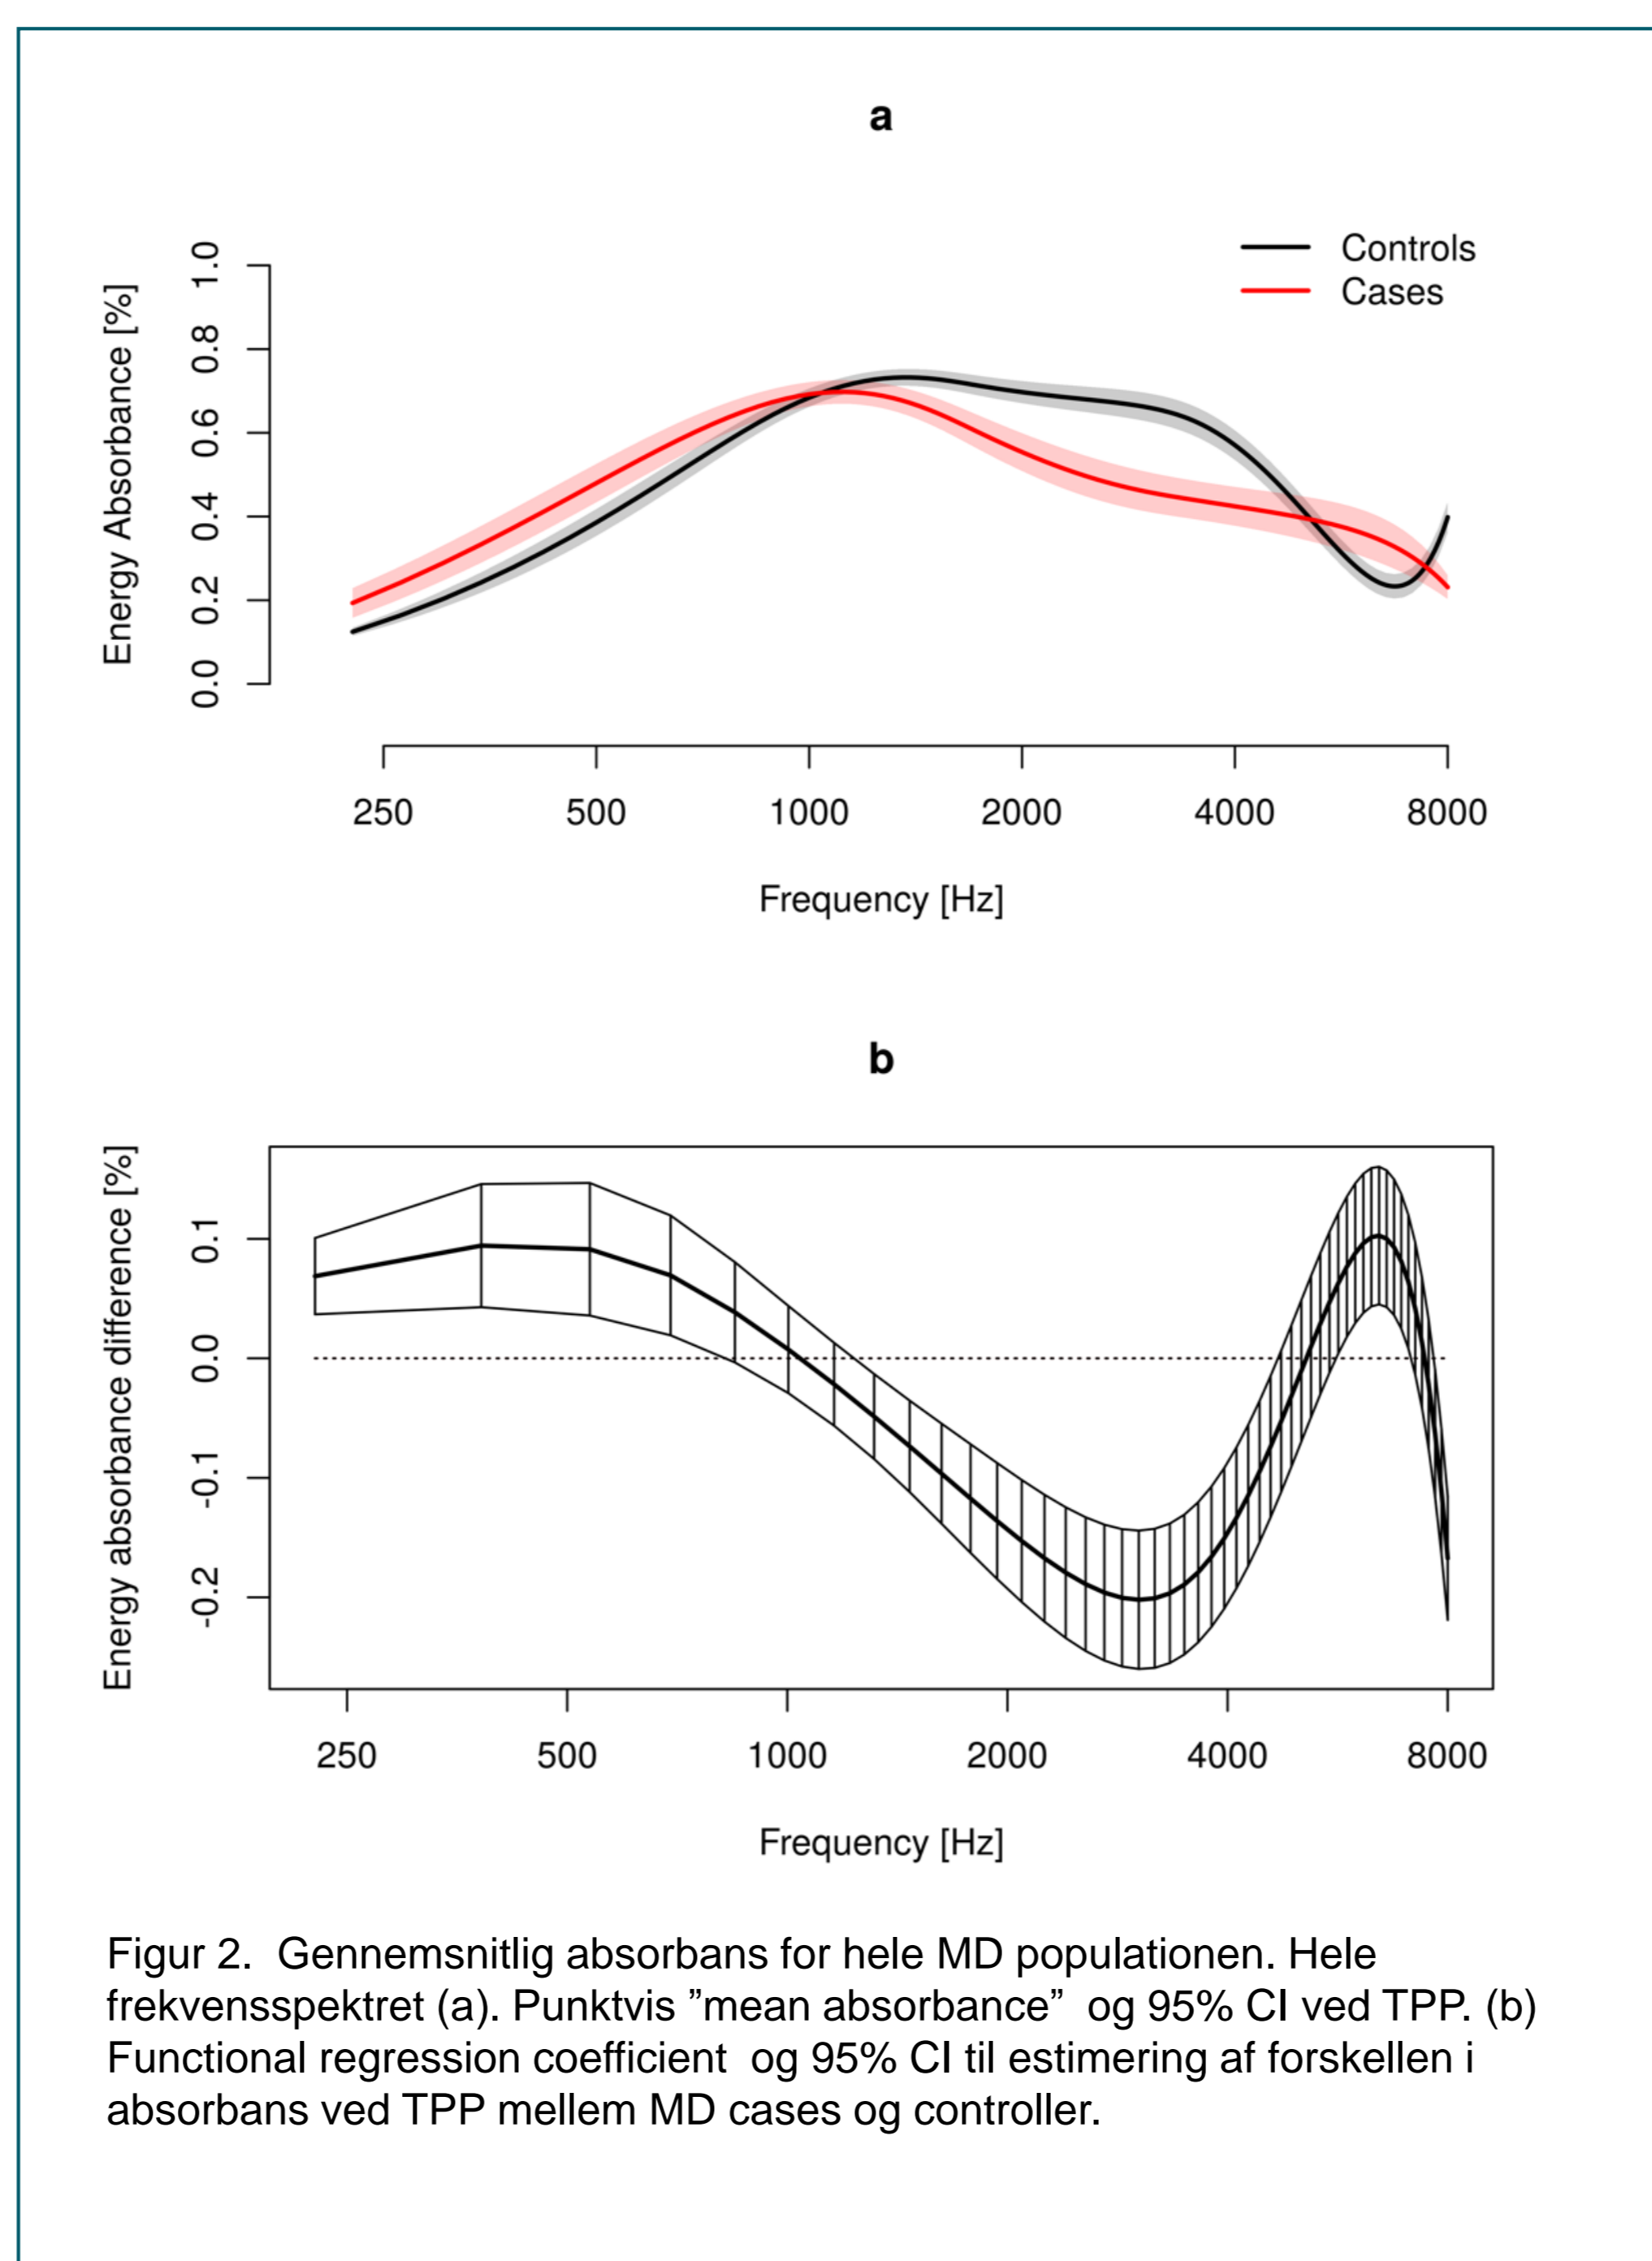 a
Controls
Cases
Energy Absorbance [%]
1.0
0.8
0.6
0.4
0.2
0.0
250 500 1000 2000 4000 8000
Frequency [Hz]
b
Energy absorbance difference [%]
0.1
0.0
-0.1
-0.2
250 500 1000 2000 4000 8000
Frequency [Hz]
Figur 2.  Gennemsnitlig absorbans for hele MD populationen. Hele
frekvensspektret (a). Punktvis ”mean absorbance”  og 95% CI ved TPP. (b)
Functional regression coefficient  og 95% CI til estimering af forskellen i
absorbans ved TPP mellem MD cases og controller.